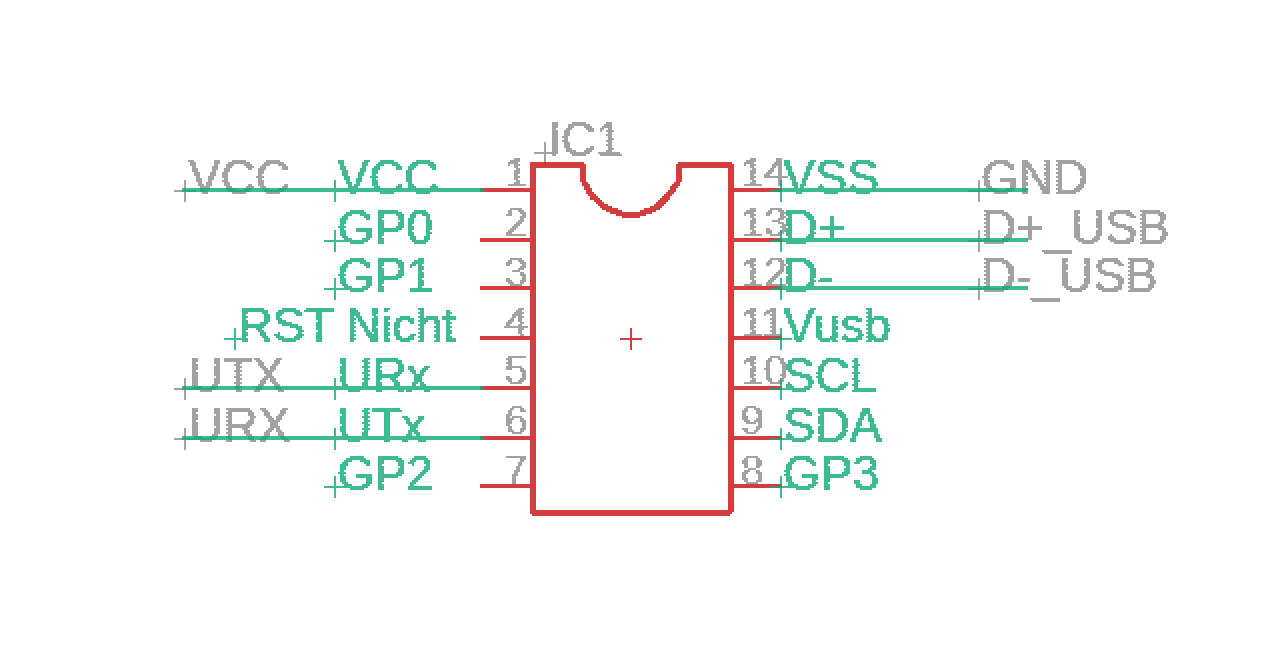 IC1
VCC VCC 1 14 VSS GND
GP0 2 13 D+ D+_USB
GP1 3 12 D- D-_USB
RST Nicht 4 11 Vusb
UTX URx 5 10 SCL
URX UTx 6 9 SDA
GP2 7 8 GP3